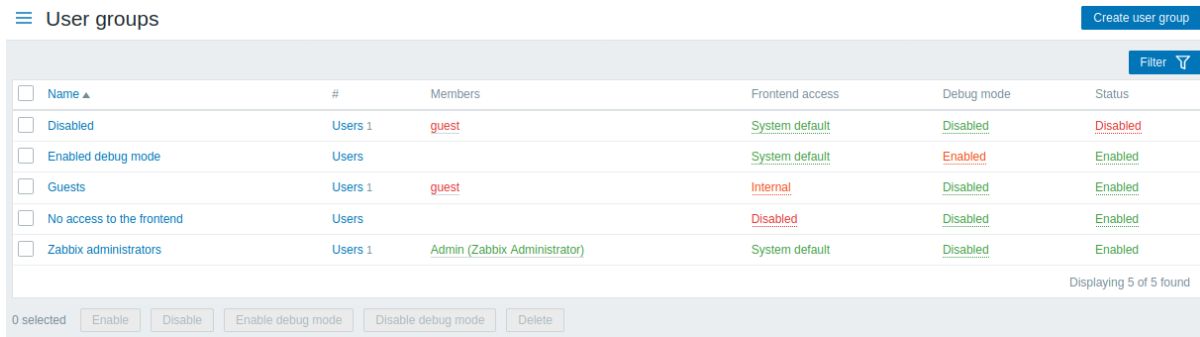 User groups Create user group
Filter
Name # Members Frontend access Debug mode Status
Disabled Users 1 guest System default Disabled Disabled
Enabled debug mode Users System default Enabled Enabled
Guests Users 1 guest Internal Disabled Enabled
No access to the frontend Users Disabled Disabled Enabled
Zabbix administrators Users 1 Admin (Zabbix Administrator) System default Disabled Enabled
Displaying 5 of 5 found
0 selected Enable Disable Enable debug mode Disable debug mode Delete